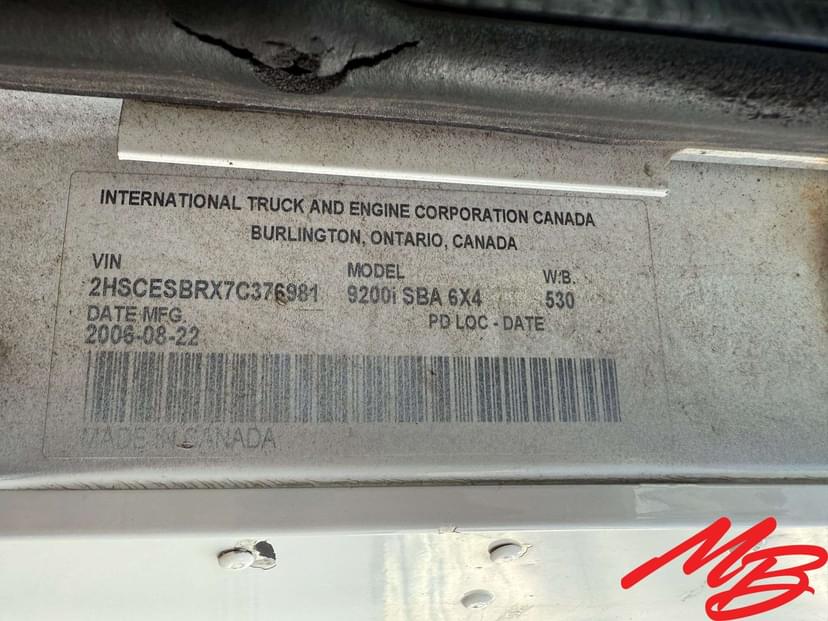 INTERNATIONAL TRUCK AND ENGINE CORPORATION CANADA
BURLINGTON, ONTARIO, CANADA
VIN MODEL W.B.
2HSCESBRX7C376981 9200i SBA 6X4 530
DATE MFG. PD LOC - DATE
2006-08-22
MADE IN CANADA
MB